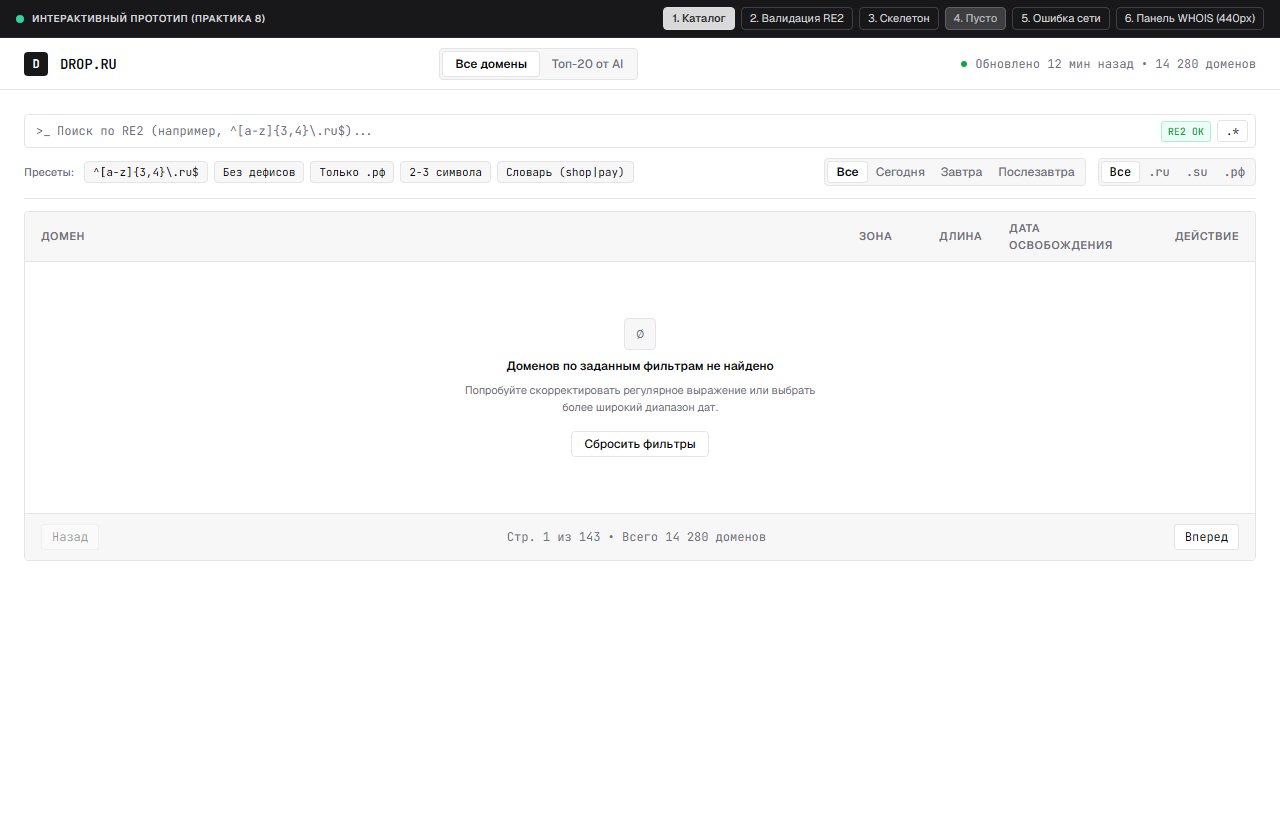 ИНТЕРАКТИВНЫЙ ПРОТОТИП (ПРАКТИКА 8)
1. Каталог
2. Валидация RE2
3. Скелетон
4. Пусто
5. Ошибка сети
6. Панель WHOIS (440px)
D
DROP.RU
Все домены
Топ-20 от AI
Обновлено 12 мин назад • 14 280 доменов
>_ Поиск по RE2 (например, ^[a-z]{3,4}\.ru$)...
RE2 OK
.*
Пресеты:
^[a-z]{3,4}\.ru$
Без дефисов
Только .рф
2-3 символа
Словарь (shop|pay)
Все
Сегодня
Завтра
Послезавтра
Все
.ru
.su
.рф
ДОМЕН
ЗОНА
ДЛИНА
ДАТА
ОСВОБОЖДЕНИЯ
ДЕЙСТВИЕ
Ø
Доменов по заданным фильтрам не найдено
Попробуйте скорректировать регулярное выражение или выбрать
более широкий диапазон дат.
Сбросить фильтры
Назад
Стр. 1 из 143 • Всего 14 280 доменов
Вперед